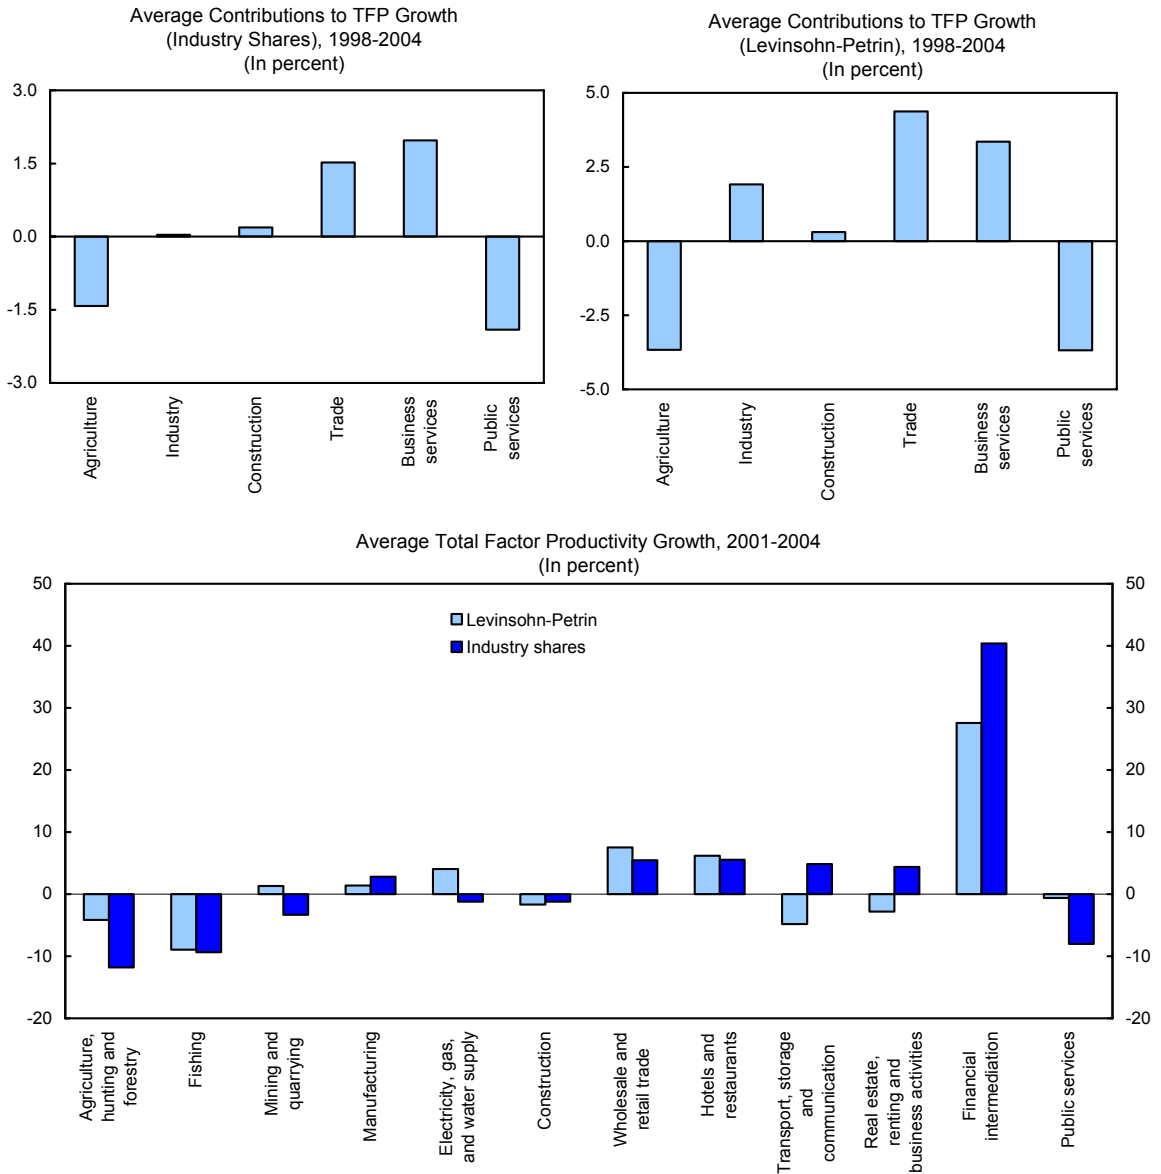 Average Contributions to TFP Growth
(Industry Shares), 1998-2004
(In percent)
3.0
1.5
0.0
-1.5
-3.0
Agriculture
Industry
Construction
Trade
Business
services
Public
services
Average Contributions to TFP Growth
(Levinsohn-Petrin), 1998-2004
(In percent)
5.0
2.5
0.0
-2.5
-5.0
Agriculture
Industry
Construction
Trade
Business
services
Public
services
Average Total Factor Productivity Growth, 2001-2004
(In percent)
50
40
30
20
10
0
-10
-20
Levinsohn-Petrin
Industry shares
50
40
30
20
10
0
-10
-20
Agriculture,
hunting and
forestry
Fishing
Mining and
quarrying
Manufacturing
Electricity, gas,
and water supply
Construction
Wholesale and
retail trade
Hotels and
restaurants
Transport, storage
and
communication
Real estate,
renting and
business activities
Financial
intermediation
Public services